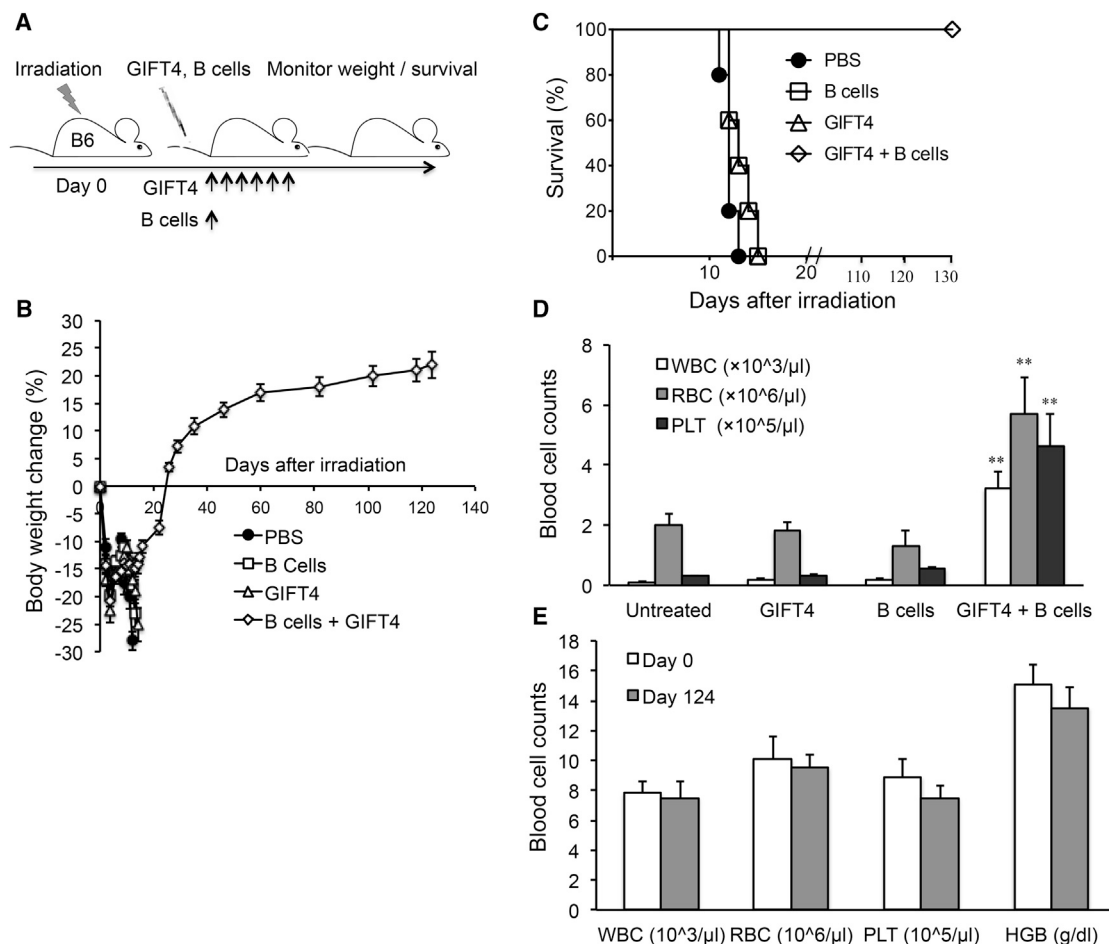 A
Irradiation
GIFT4, B cells
Monitor weight / survival
B6
Day 0
GIFT4
B cells
B
Body weight change (%)
30
25
20
15
10
5
0
-5
-10
-15
-20
-25
-30
Days after irradiation
0 20 40 60 80 100 120 140
PBS
B Cells
GIFT4
B cells + GIFT4
C
Survival (%)
100
80
60
40
20
0
PBS
B cells
GIFT4
GIFT4 + B cells
10 20 110 120 130
Days after irradiation
D
Blood cell counts
8
6
4
2
0
WBC (×10^3/µl)
RBC (×10^6/µl)
PLT (×10^5/µl)
**
**
**
Untreated GIFT4 B cells GIFT4 + B cells
E
Blood cell counts
18
16
14
12
10
8
6
4
2
0
Day 0
Day 124
WBC (10^3/µl) RBC (10^6/µl) PLT (10^5/µl) HGB (g/dl)